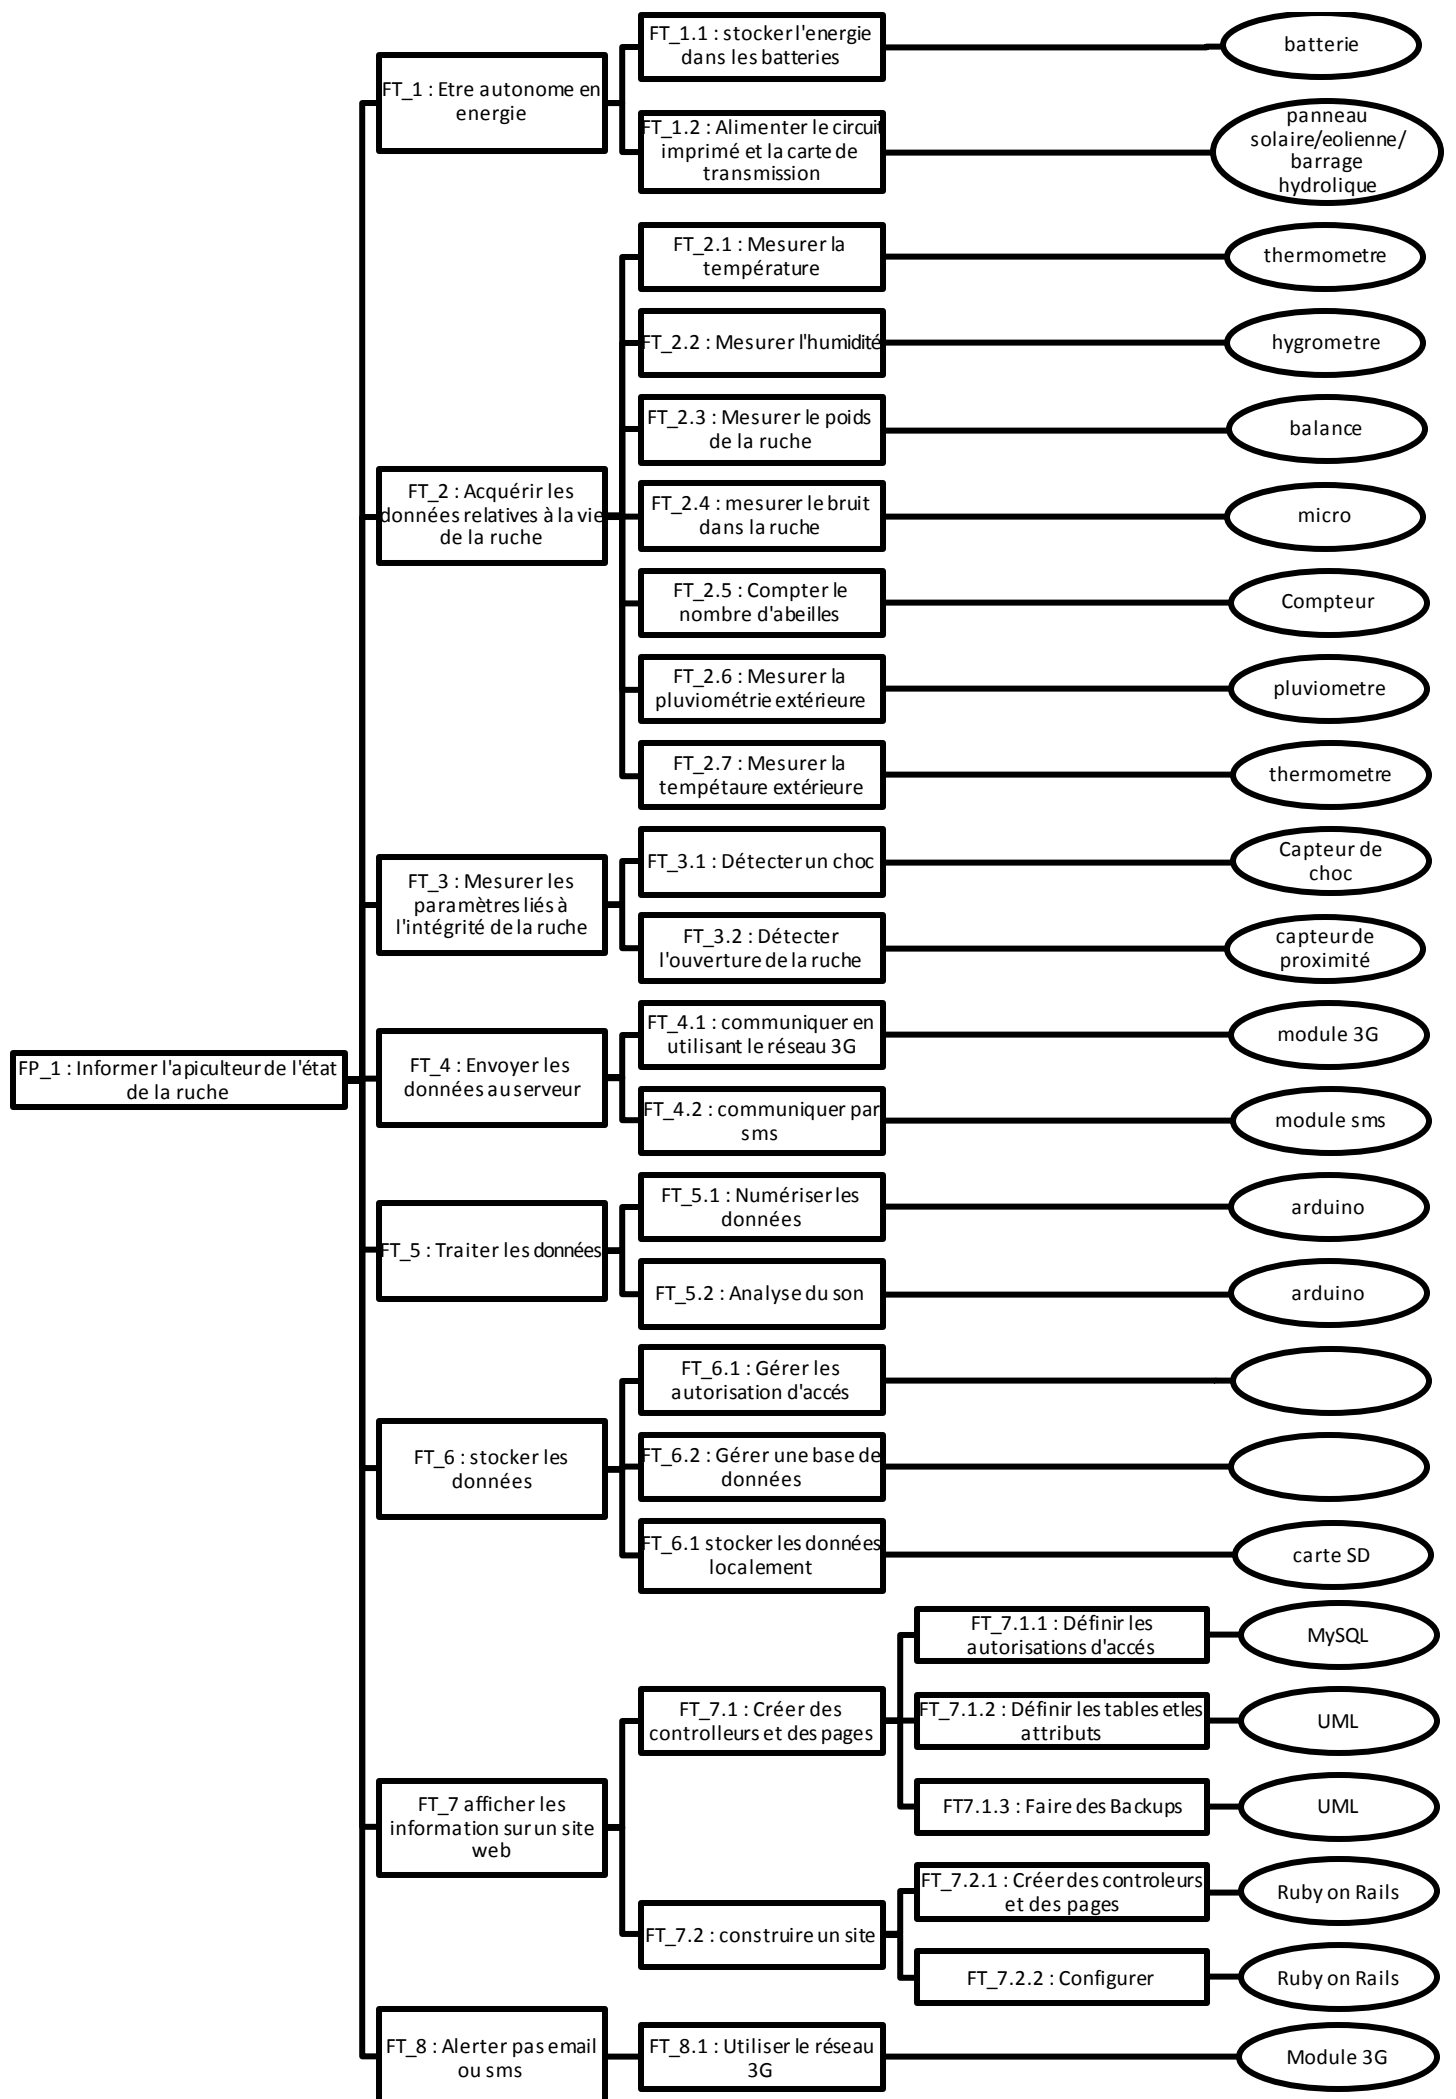 FT_1.1 : stocker l'energie
dans les batteries
batterie
FT_1 : Etre autonome en
energie
FT_1.2 : Alimenter le circuit
imprimé et la carte de
transmission
panneau
solaire/eolienne/
barrage
hydrolique
FT_2.1 : Mesurer la
température
thermometre
FT_2.2 : Mesurer l'humidité
hygrometre
FT_2.3 : Mesurer le poids
de la ruche
balance
FT_2 : Acquérir les
données relatives à la vie
de la ruche
FT_2.4 : mesurer le bruit
dans la ruche
micro
FT_2.5 : Compter le
nombre d'abeilles
Compteur
FT_2.6 : Mesurer la
pluviométrie extérieure
pluviometre
FT_2.7 : Mesurer la
tempétaure extérieure
thermometre
FT_3 : Mesurer les
paramètres liés à
l'intégrité de la ruche
FT_3.1 : Détecter un choc
Capteur de
choc
FT_3.2 : Détecter
l'ouverture de la ruche
capteur de
proximité
FP_1 : Informer l'apiculteur de l'état
de la ruche
FT_4 : Envoyer les
données au serveur
FT_4.1 : communiquer en
utilisant le réseau 3G
module 3G
FT_4.2 : communiquer par
sms
module sms
FT_5 : Traiter les données
FT_5.1 : Numériser les
données
arduino
FT_5.2 : Analyse du son
arduino
FT_6 : stocker les
données
FT_6.1 : Gérer les
autorisation d'accés
FT_6.2 : Gérer une base de
données
FT_6.1 stocker les données
localement
carte SD
FT_7 afficher les
information sur un site
web
FT_7.1 : Créer des
controlleurs et des pages
FT_7.1.1 : Définir les
autorisations d'accés
MySQL
FT_7.1.2 : Définir les tables et les
attributs
UML
FT7.1.3 : Faire des Backups
UML
FT_7.2 : construire un site
FT_7.2.1 : Créer des controleurs
et des pages
Ruby on Rails
FT_7.2.2 : Configurer
Ruby on Rails
FT_8 : Alerter pas email
ou sms
FT_8.1 : Utiliser le réseau
3G
Module 3G